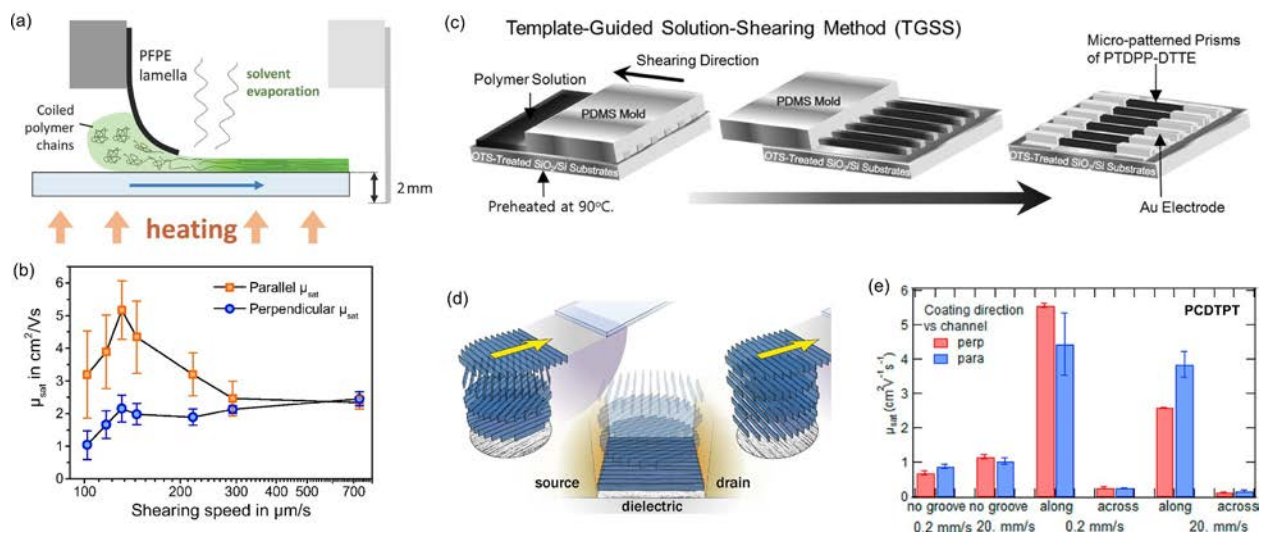 (a)
PFPE
lamella
solvent
evaporation
Coiled
polymer
chains
2 mm
heating
(b)
Parallel μsat
Perpendicular μsat
μsat in cm²/Vs
6
5
4
3
2
1
0
100
200
300
700
Shearing speed in μm/s
(c)
Template-Guided Solution-Shearing Method (TGSS)
Polymer Solution
Shearing Direction
PDMS Mold
OTS-Treated SiO₂/Si Substrates
Preheated at 90°C.
PDMS Mold
OTS-Treated SiO₂/Si Substrates
Micro-patterned Prisms
of PTDPP-DTTE
OTS-Treated SiO₂/Si Substrates
Au Electrode
(d)
source
drain
dielectric
(e)
PCDTPT
Coating direction
vs channel
perp
para
μsat (cm²V⁻¹s⁻¹)
6
5
4
3
2
1
0
no groove no groove along across along across
0.2 mm/s 20. mm/s 0.2 mm/s 20. mm/s